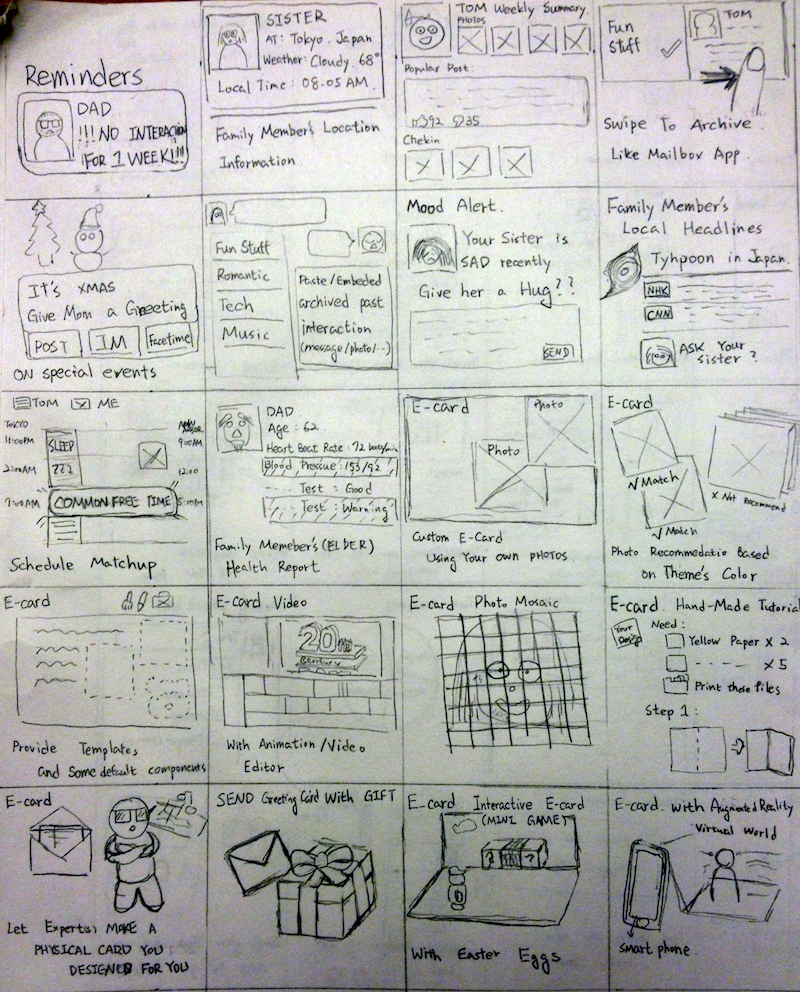 Reminders
DAD
!!! NO INTERACION
!FOR 1 WEEK!!!!
SISTER
AT: Tokyo. Japan
Weather: Cloudy. 68°
Local Time: 08.05 AM.
Family Member's Location
Information
TOM Weekly Summary.
PHOTOS
Popular Post:
92 35
Chekin
Fun
Stuff
TOM
Swipe To Archive.
Like Mailbox App.
It's XMAS
Give Mom a Greeting
POST
IM
Facetime
ON special events
Fun Stuff
Romantic
Tech
Music
Paste/Embeded
archived past
interaction
(message/photo/...)
Mood Alert.
Your Sister is
SAD recently
Give her a Hug??
SEND
Family Member's
Local Headlines
Tyhpoon in Japan.
NHK
CNN
ASK Your
sister?
TOM ME
TOKYO
11:00PM
SLEEP
9:00AM
2:00AM
ZZZ
12:00
7:00AM
COMMON FREE TIME
5:00PM
Schedule Matchup
DAD
Age: 62
Heart Beat Rate: 72
Blood Pressue: 153/92
---- Test: Good
---- Test: Warning
Family Memeber's (ELDER)
Health Report
E-card
Photo
Photo
Custom E-Card
Using Your own PHOTOS
E-card
√ Match
√ Match
× Not Recommend
Photo Recommedatio Based
on Theme's Color
E-card
Provide Templates
and Some default components
E-Card. Video
20th
Century
With Animation/Video
Editor
E-card Photo Mosaic
E-card. Hand-Made Tutorial
Your Design
Need:
Yellow Paper × 2
---- × 5
Print these files
Step 1:
E-card
Let Expert(s) MAKE A
PHYSICAL CARD YOU
DESIGNED FOR YOU
SEND Greeting Card With GIFT
E-card. Interactive E-card
(MINI GAME)
? ?
With Easter Eggs.
E-card. with Augmented Reality
Virtual World
smart phone.